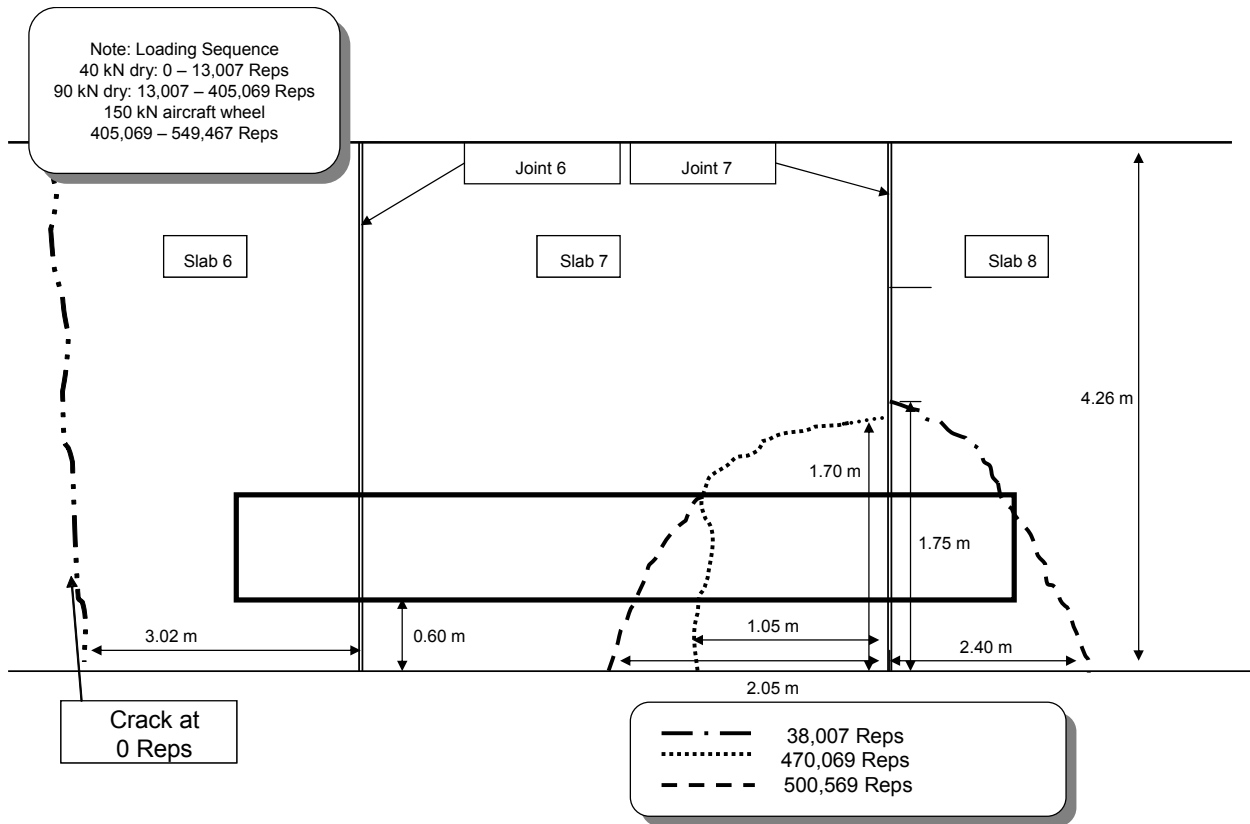 Note: Loading Sequence
40 kN dry: 0 – 13,007 Reps
90 kN dry: 13,007 – 405,069 Reps
150 kN aircraft wheel
405,069 – 549,467 Reps
Joint 6
Joint 7
Slab 6
Slab 7
Slab 8
4.26 m
1.70 m
1.75 m
3.02 m
0.60 m
1.05 m
2.40 m
2.05 m
Crack at
0 Reps
38,007 Reps
470,069 Reps
500,569 Reps